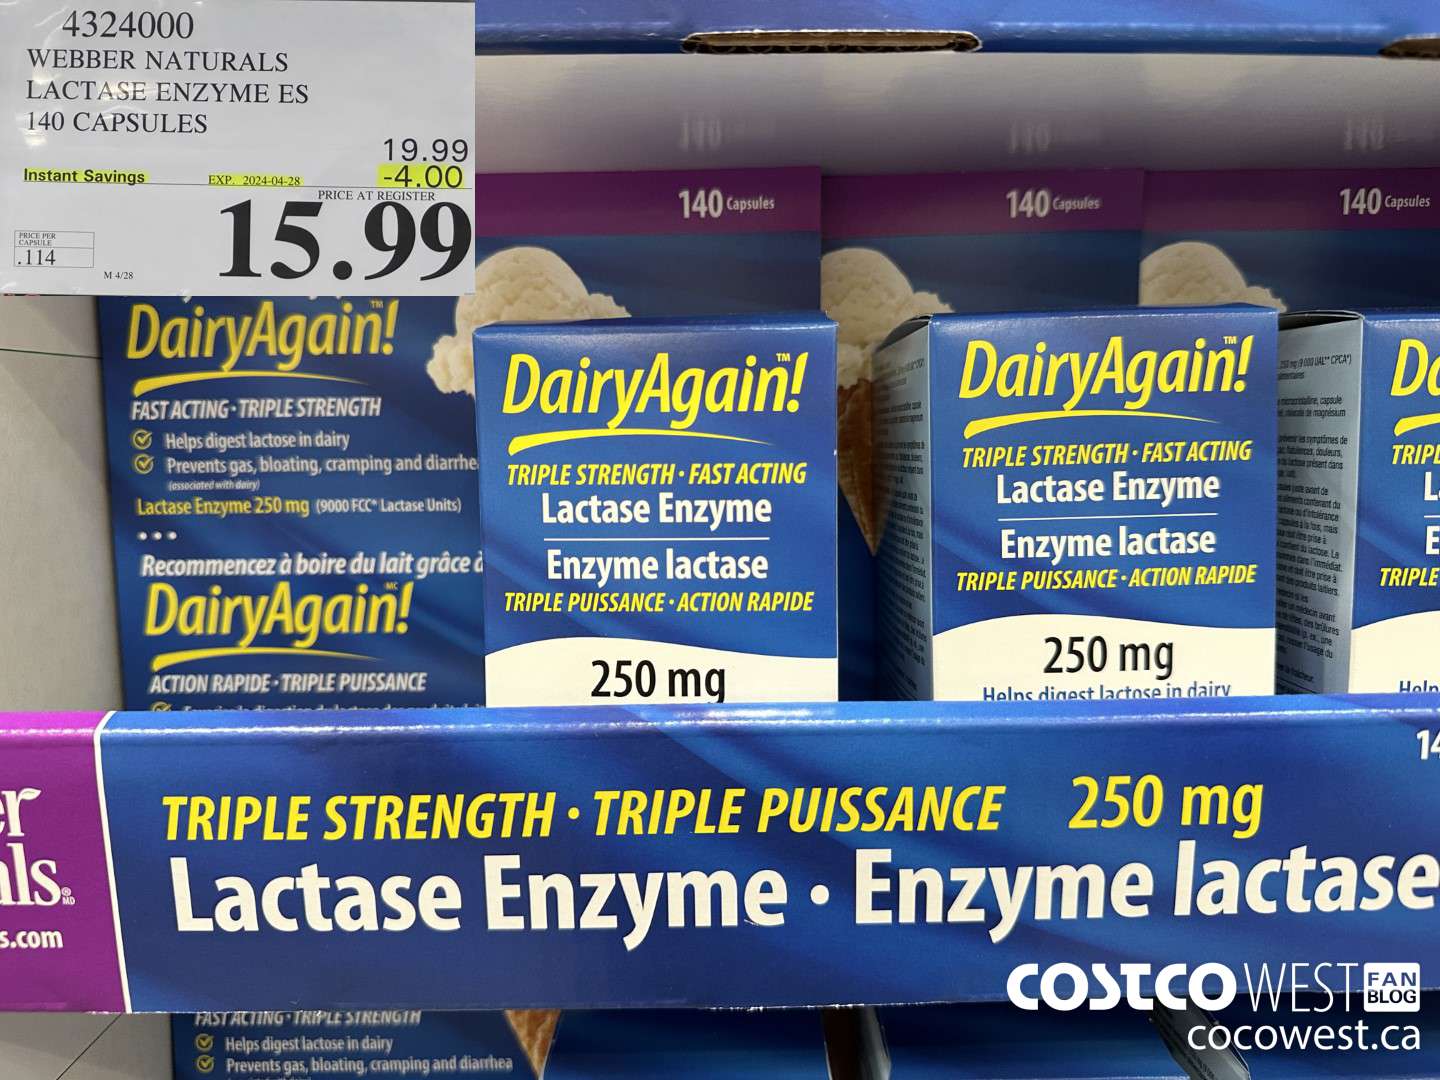 4324000
WEBBER NATURALS
LACTASE ENZYME ES
140 CAPSULES
19.99
Instant Savings EXP. 2024-04-28 -4.00
PRICE AT REGISTER
15.99
PRICE PER
CAPSULE
.114
M 4/28
140 Capsules
140 Capsules
140 Capsules
DairyAgain!™
FAST ACTING · TRIPLE STRENGTH
Helps digest lactose in dairy
Prevents gas, bloating, cramping and diarrhe
(associated with dairy)
Lactase Enzyme 250 mg (9000 FCC* Lactase Units)
Recommencez à boire du lait grâce à
DairyAgain!MC
ACTION RAPIDE · TRIPLE PUISSANCE
DairyAgain!™
TRIPLE STRENGTH · FAST ACTING
Lactase Enzyme
Enzyme lactase
TRIPLE PUISSANCE · ACTION RAPIDE
250 mg
DairyAgain!™
TRIPLE STRENGTH · FAST ACTING
Lactase Enzyme
Enzyme lactase
TRIPLE PUISSANCE · ACTION RAPIDE
250 mg
Helps digest lactose in dairy
TRIPLE STRENGTH · TRIPLE PUISSANCE 250 mg
Lactase Enzyme · Enzyme lactase
s.com
FAST ACTING · TRIPLE STRENGTH
Helps digest lactose in dairy
Prevents gas, bloating, cramping and diarrhea
COSTCO WEST FAN BLOG
cocowest.ca